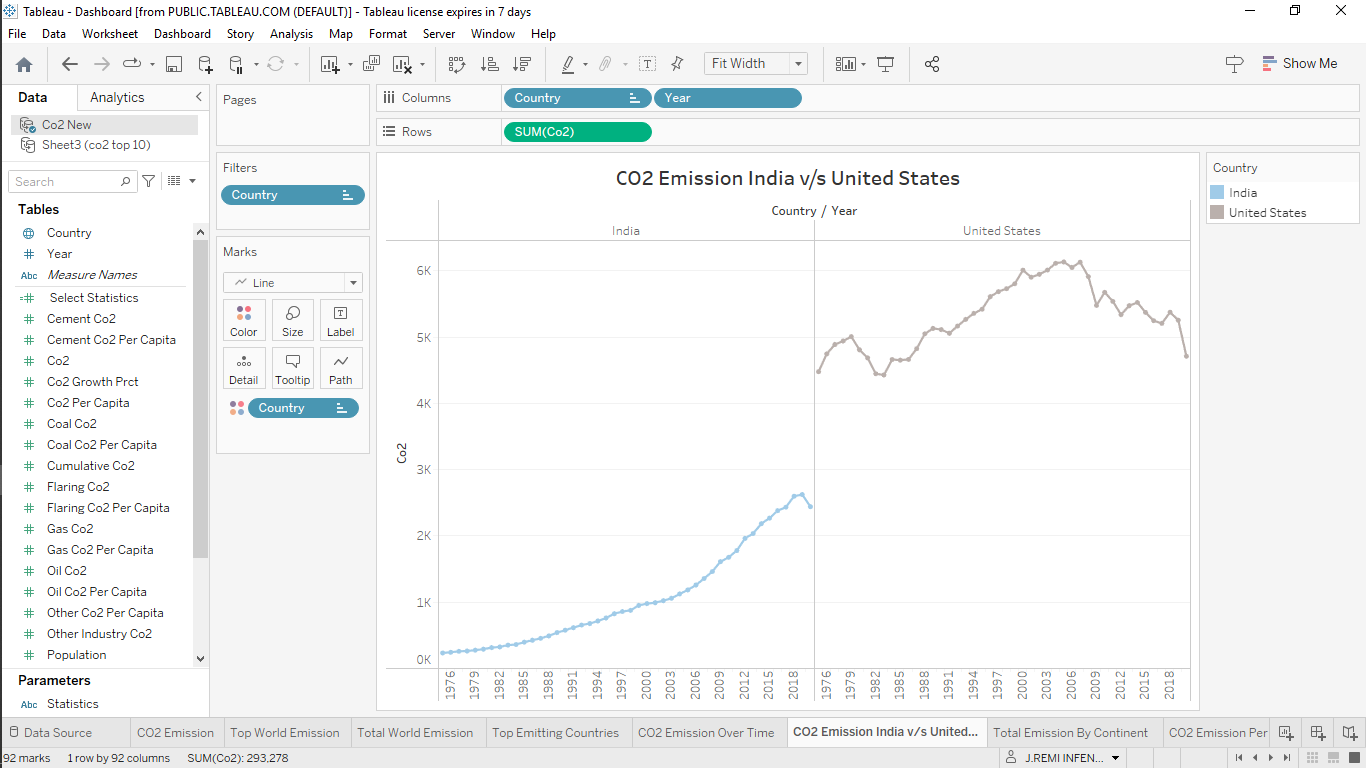 Tableau - Dashboard [from PUBLIC.TABLEAU.COM (DEFAULT)] - Tableau license expires in 7 days
File Data Worksheet Dashboard Story Analysis Map Format Server Window Help
Fit Width
Show Me
Data Analytics
Co2 New
Sheet3 (co2 top 10)
Search
Tables
Country
Year
Abc Measure Names
Select Statistics
Cement Co2
Cement Co2 Per Capita
Co2
Co2 Growth Prct
Co2 Per Capita
Coal Co2
Coal Co2 Per Capita
Cumulative Co2
Flaring Co2
Flaring Co2 Per Capita
Gas Co2
Gas Co2 Per Capita
Oil Co2
Oil Co2 Per Capita
Other Co2 Per Capita
Other Industry Co2
Population
Parameters
Abc Statistics
Pages
Filters
Country
Marks
Line
Color Size Label
Detail Tooltip Path
Country
Columns Country Year
Rows SUM(Co2)
CO2 Emission India v/s United States
Country / Year
India United States
6K
5K
4K
3K
2K
1K
0K
Co2
1976 1979 1982 1985 1988 1991 1994 1997 2000 2003 2006 2009 2012 2015 2018 1976 1979 1982 1985 1988 1991 1994 1997 2000 2003 2006 2009 2012 2015 2018
Country
India
United States
Data Source CO2 Emission Top World Emission Total World Emission Top Emitting Countries CO2 Emission Over Time CO2 Emission India v/s United... Total Emission By Continent CO2 Emission Per
92 marks 1 row by 92 columns SUM(Co2): 293,278 J.REMI INFEN...